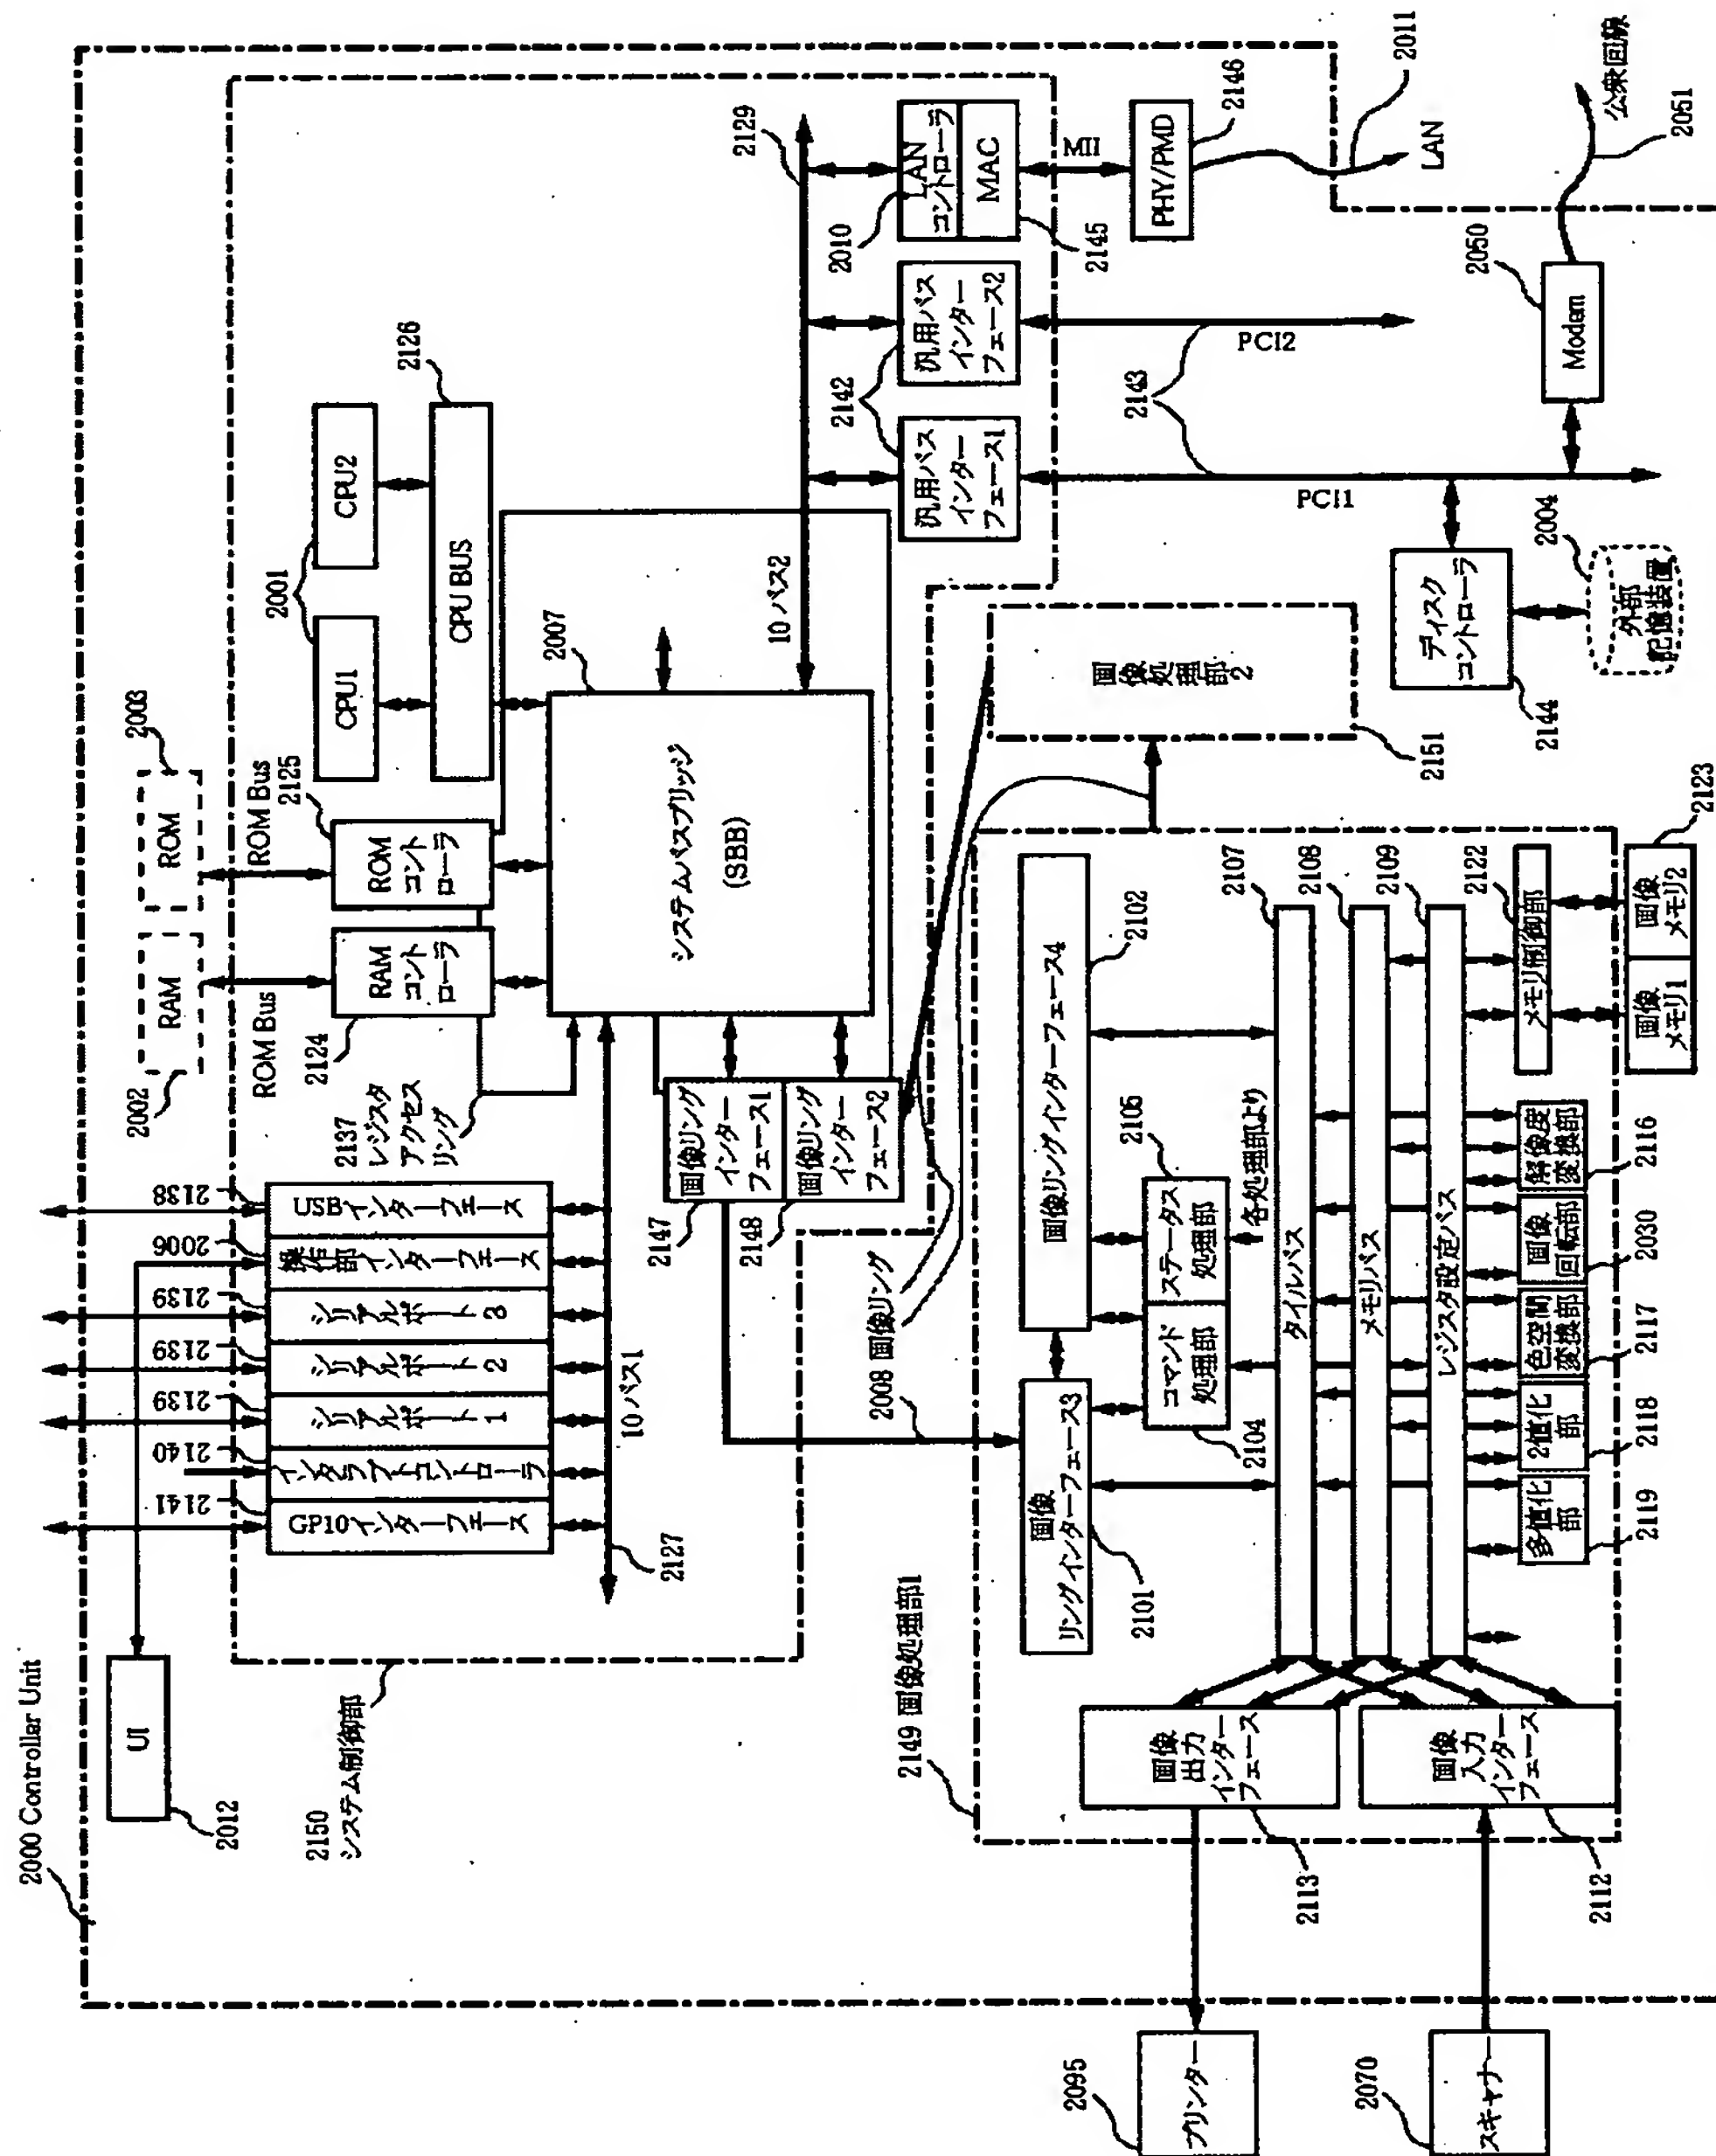 2000 Controller Unit
UI
2012
2150
システム制御部
2141
2140
2139
2139
2139
2006
2138
GP10インターフェース
インタラプトコントローラ
シリアルポート1
シリアルポート2
シリアルポート3
操作部インターフェース
USBインターフェース
10バス1
2127
2002
RAM
ROM
2003
ROM Bus
ROM Bus
2124
RAM
コント
ローラ
2125
ROM
コント
ローラ
2137
レジスタ
アクセス
リング
2001
CPU1
CPU2
CPU BUS
2126
2007
システムバスブリッジ
(SBB)
10バス2
2129
2147
画像リング
インター
フェース1
2148
画像リング
インター
フェース2
2008 画像リング
2142
汎用バス
インター
フェース1
汎用バス
インター
フェース2
2010
LAN
コントローラ
MAC
2145
MII
PHY/PMD
2146
2011
LAN
2143
PCI1
PCI2
2050
Modem
2051
公衆回線
2144
ディスク
コントローラ
2004
外部
記憶装置
画像処理部2
2151
2149 画像処理部1
画像
リングインターフェース3
2101
画像リングインターフェース4
2102
2104
コマンド
処理部
2105
ステータス
処理部
各処理部より
タイルバス
2107
メモリバス
2108
レジスタ設定バス
2109
メモリ制御部
2122
画像
メモリ1
画像
メモリ2
2123
多値化
部
2119
2値化
部
2118
色空間
変換部
2117
画像
回転部
2030
解像度
変換部
2116
画像
出力
インター
フェース
2113
画像
入力
インター
フェース
2112
2095
プリンター
2070
スキャナー